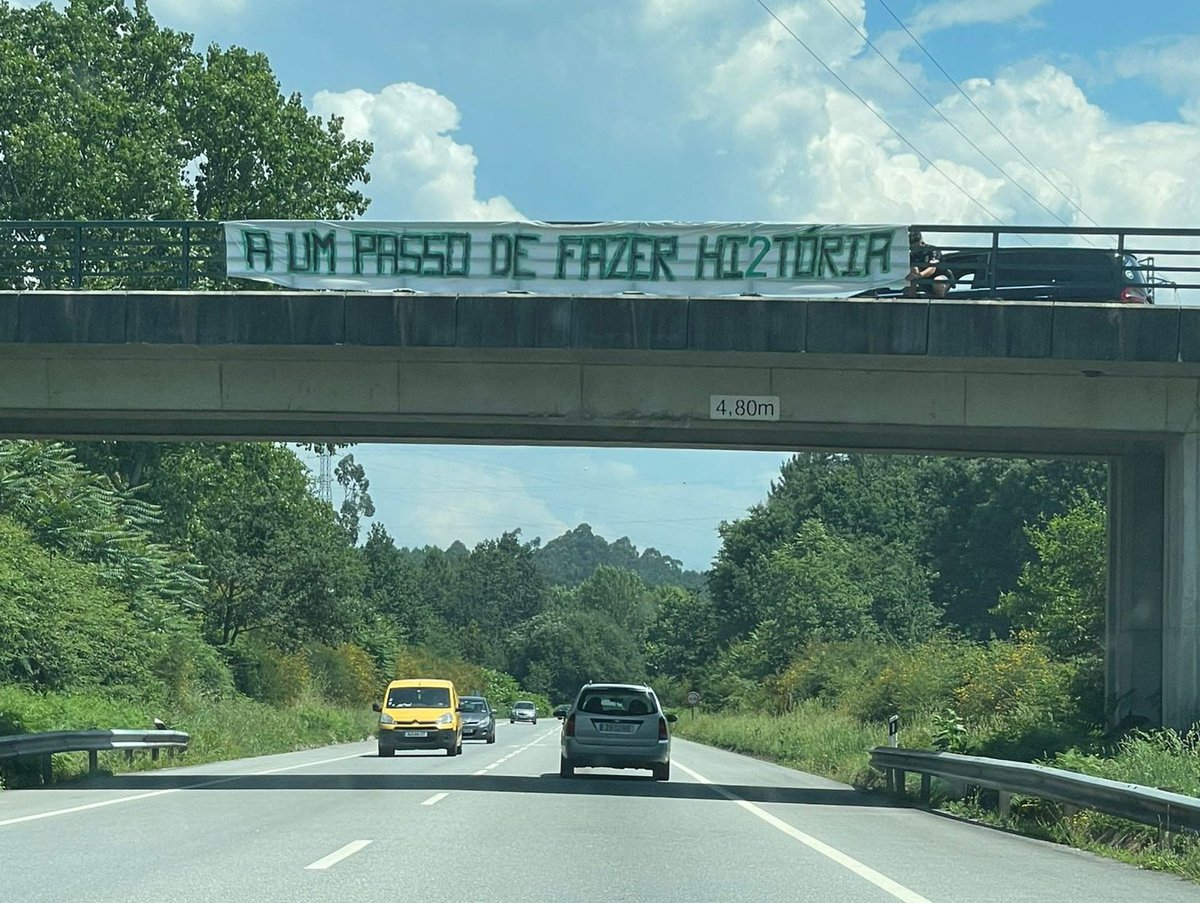 A UM PASSO DE FAZER HI2TÓRIA
4,80m